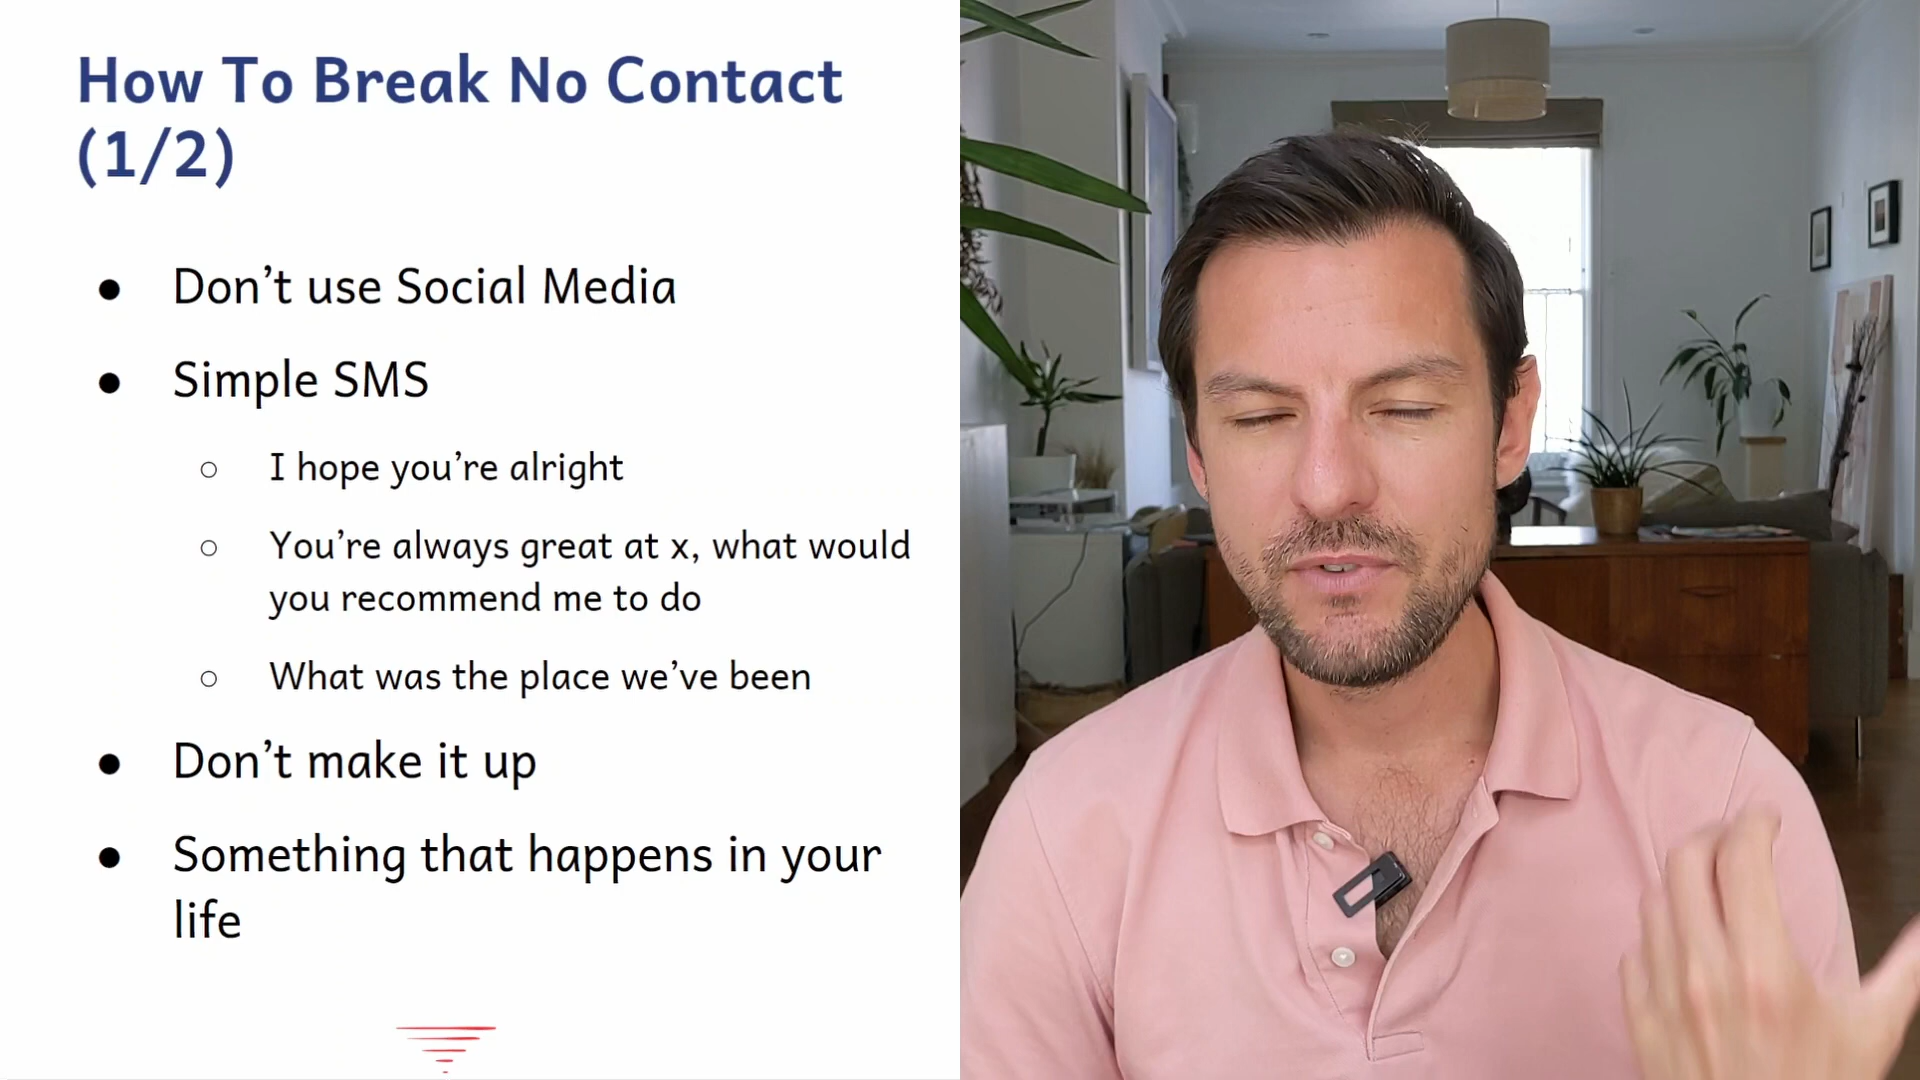 How To Break No Contact
(1/2)
● Don’t use Social Media
● Simple SMS
○ I hope you’re alright
○ You’re always great at x, what would
you recommend me to do
○ What was the place we’ve been
● Don’t make it up
● Something that happens in your
life